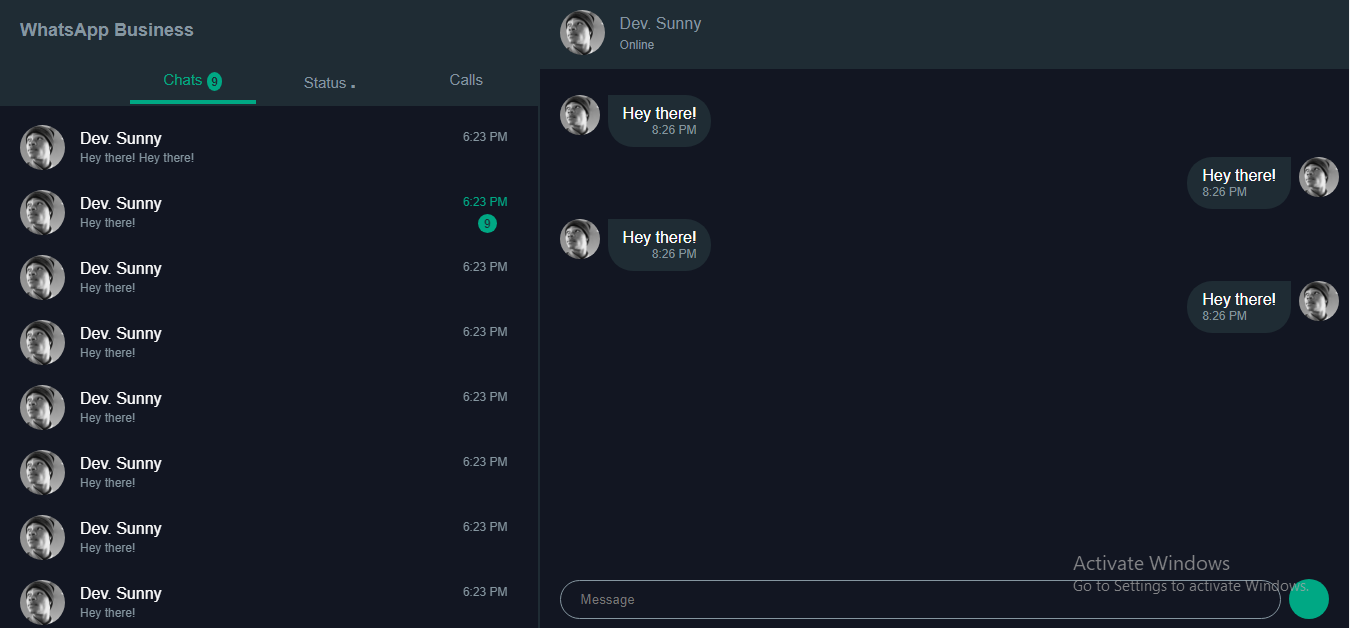 WhatsApp Business
Chats 9
Status .
Calls
Dev. Sunny
6:23 PM
Hey there! Hey there!
Dev. Sunny
6:23 PM
Hey there!
9
Dev. Sunny
6:23 PM
Hey there!
Dev. Sunny
6:23 PM
Hey there!
Dev. Sunny
6:23 PM
Hey there!
Dev. Sunny
6:23 PM
Hey there!
Dev. Sunny
6:23 PM
Hey there!
Dev. Sunny
6:23 PM
Hey there!
Dev. Sunny
Online
Hey there!
8:26 PM
Hey there!
8:26 PM
Hey there!
8:26 PM
Hey there!
8:26 PM
Activate Windows
Go to Settings to activate Windows.
Message